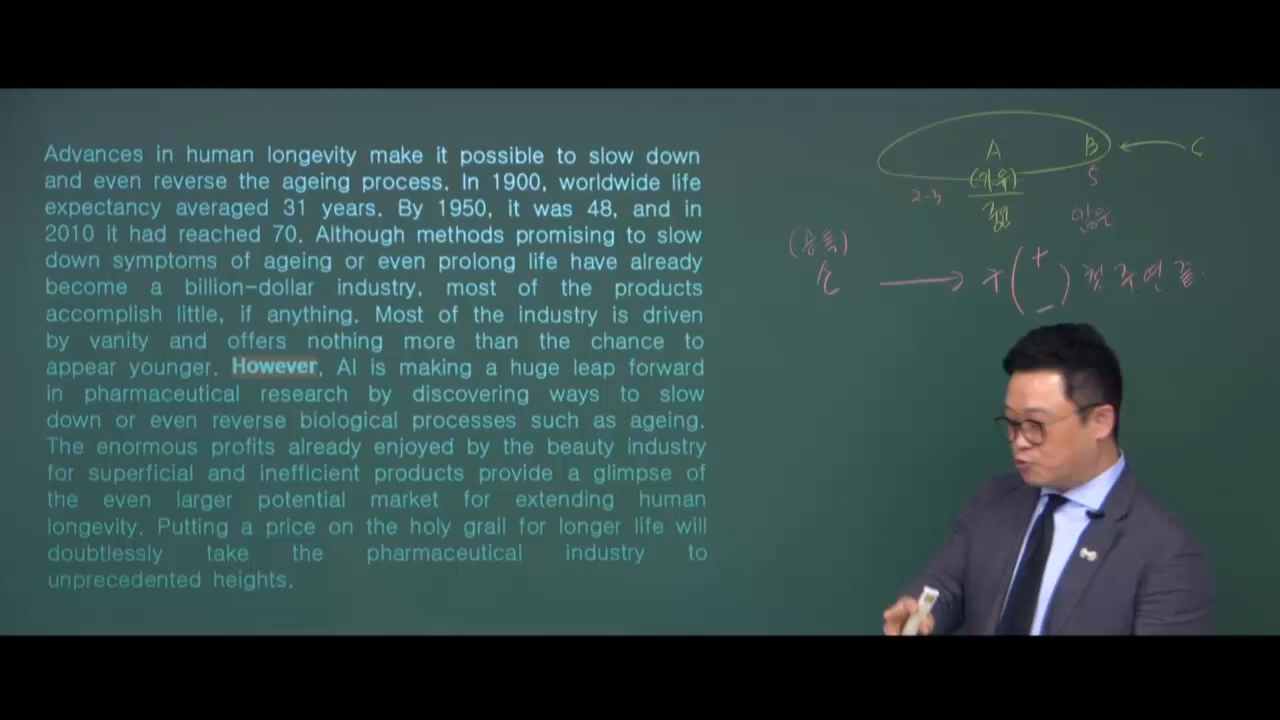 Advances in human longevity make it possible to slow down
and even reverse the ageing process. In 1900, worldwide life
expectancy averaged 31 years. By 1950, it was 48, and in
2010 it had reached 70. Although methods promising to slow
down symptoms of ageing or even prolong life have already
become a billion-dollar industry, most of the products
accomplish little, if anything. Most of the industry is driven
by vanity and offers nothing more than the chance to
appear younger. However, AI is making a huge leap forward
in pharmaceutical research by discovering ways to slow
down or even reverse biological processes such as ageing.
The enormous profits already enjoyed by the beauty industry
for superficial and inefficient products provide a glimpse of
the even larger potential market for extending human
longevity. Putting a price on the holy grail for longer life will
doubtlessly take the pharmaceutical industry to
unprecedented heights.
A B C
2-3 5
+
-